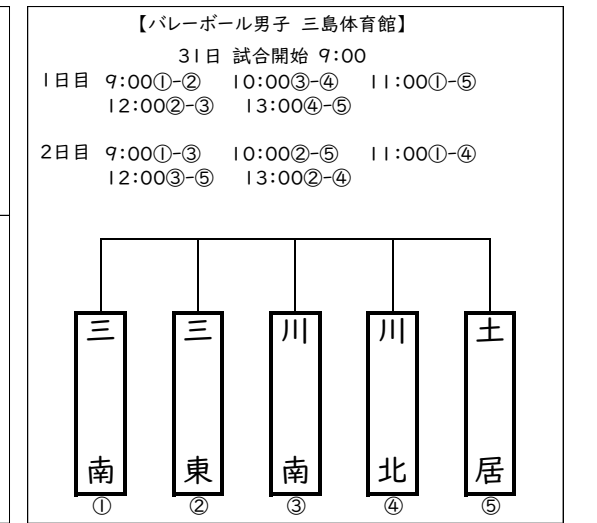 【バレーボール男子 三島体育館】
31日 試合開始 9:00
1日目 9:00①-② 10:00③-④ 11:00①-⑤
12:00②-③ 13:00④-⑤
2日目 9:00①-③ 10:00②-⑤ 11:00①-④
12:00③-⑤ 13:00②-④
三南
三東
川南
川北
土居
① ② ③ ④ ⑤